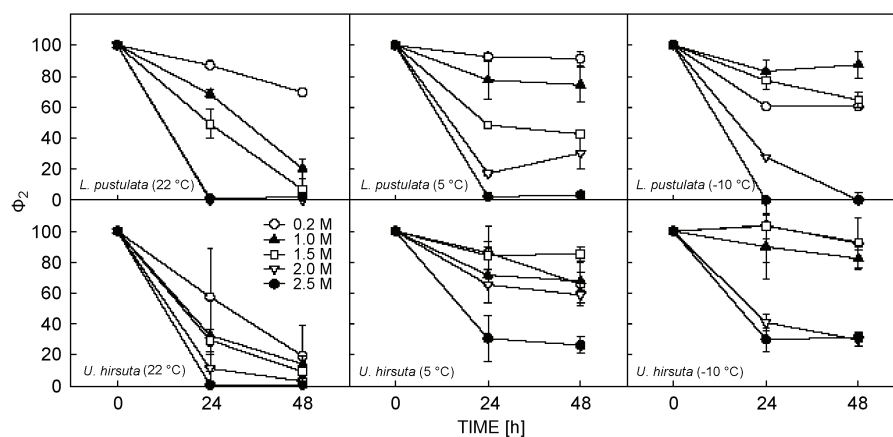 Φ2
100
80
60
40
20
0
L. pustulata (22 °C)
L. pustulata (5 °C)
L. pustulata (-10 °C)
100
80
60
40
20
0
0.2 M
1.0 M
1.5 M
2.0 M
2.5 M
U. hirsuta (22 °C)
U. hirsuta (5 °C)
U. hirsuta (-10 °C)
0 24 48 0 24 48 0 24 48
TIME [h]